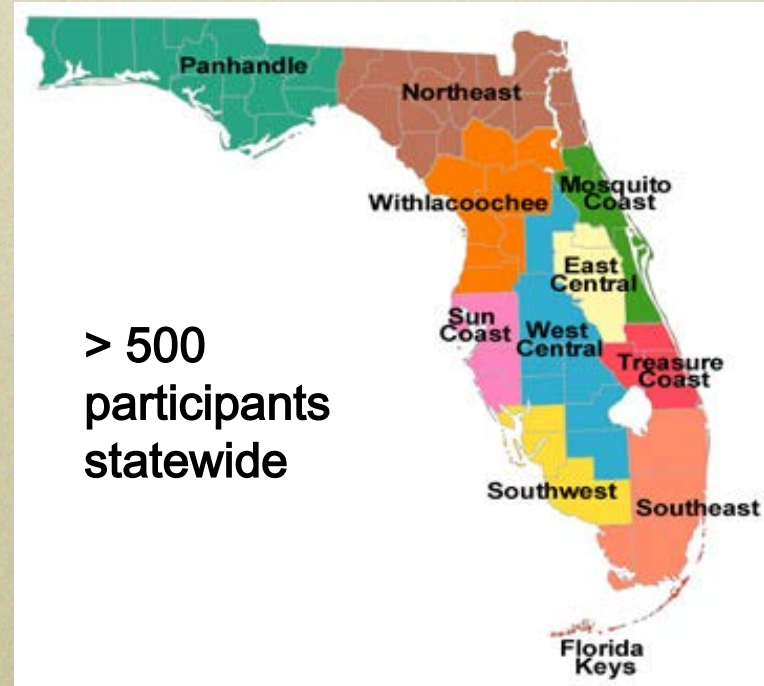 Panhandle
Northeast
Mosquito
Coast
Withlacoochee
East
Central
Sun
Coast
West
Central
Treasure
Coast
> 500
participants
statewide
Southwest
Southeast
Florida
Keys